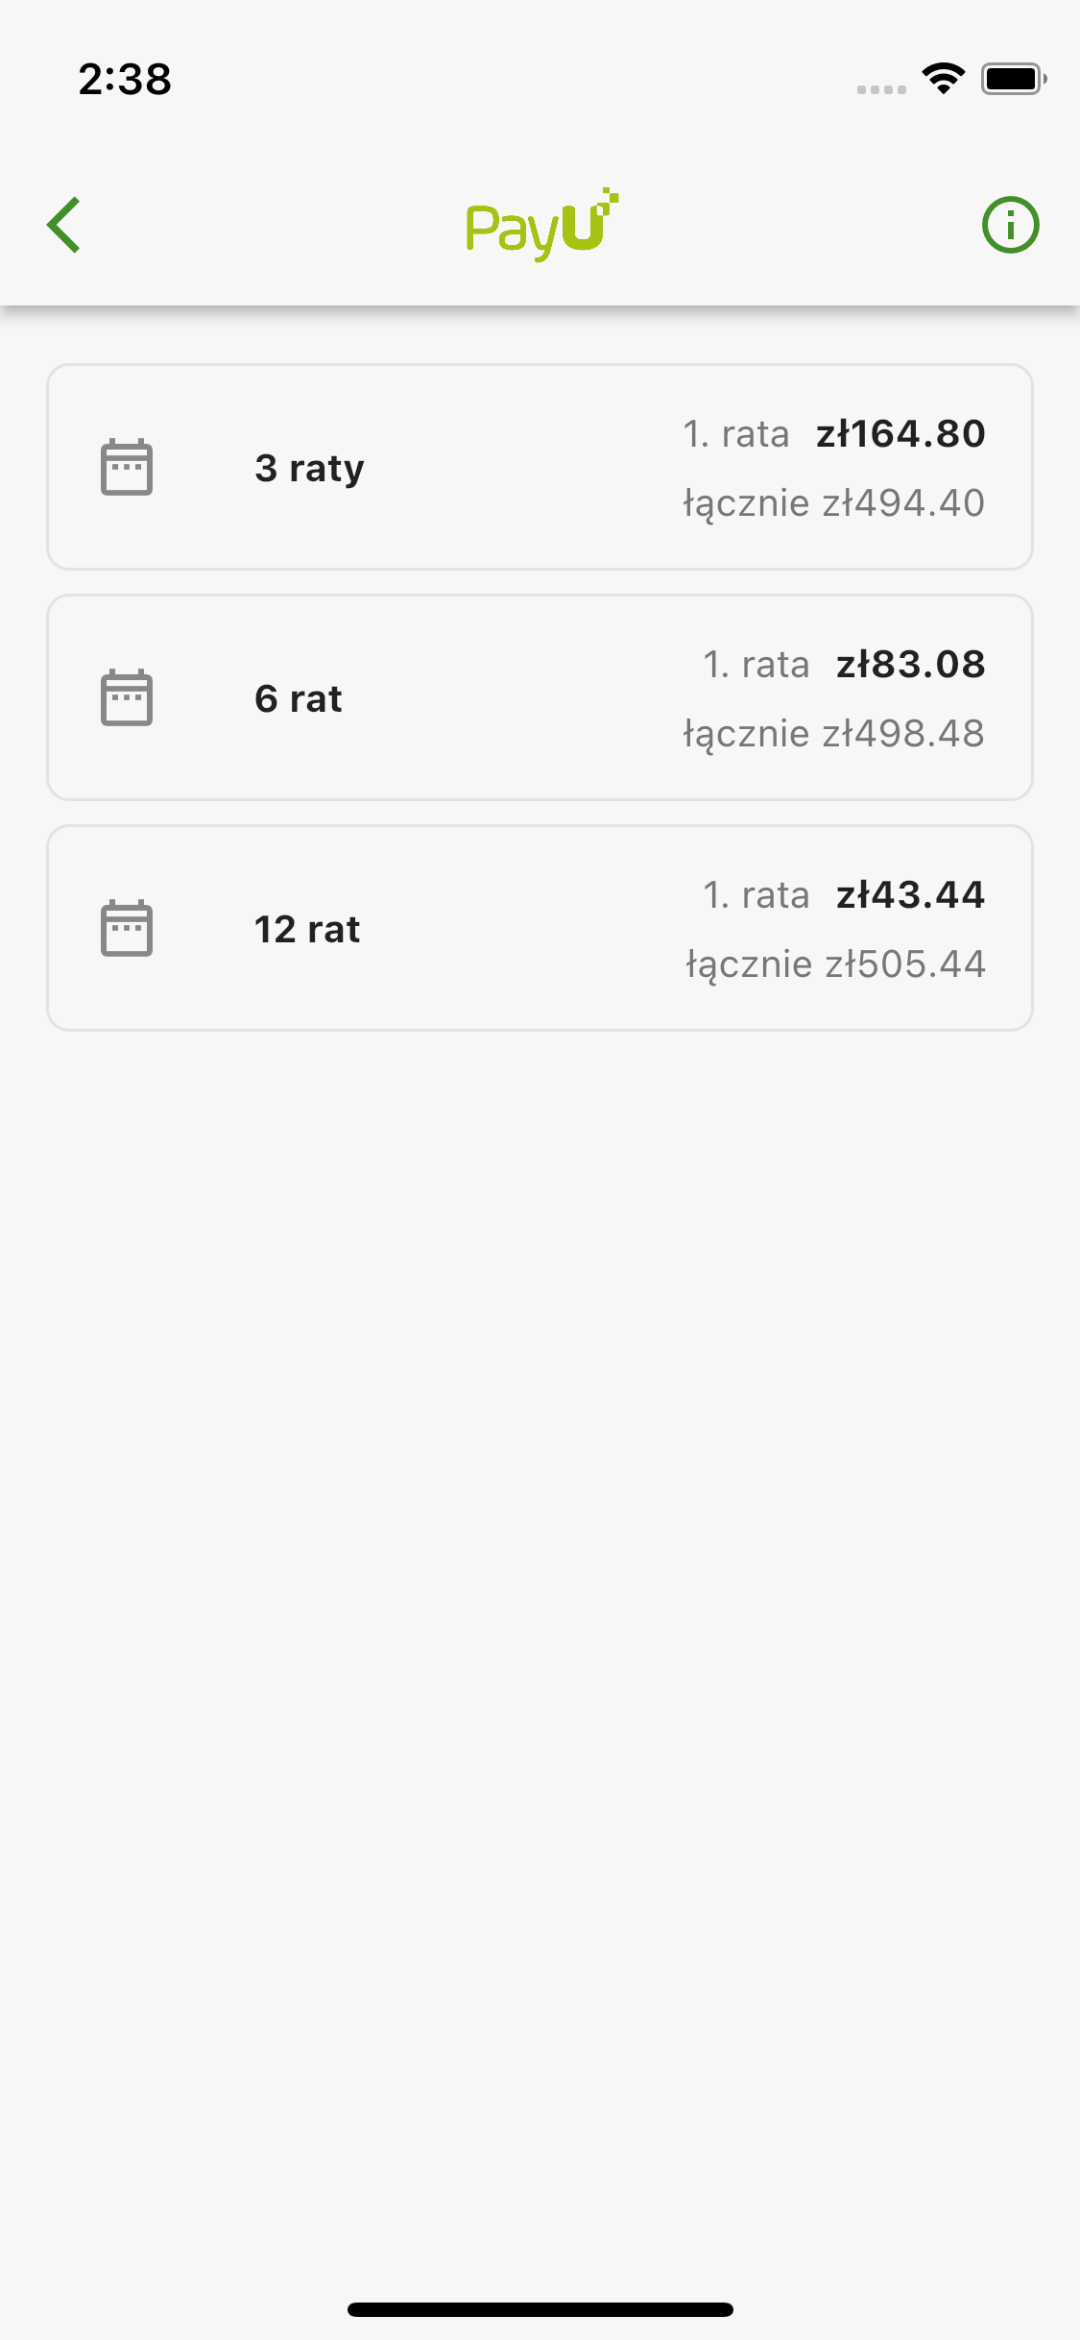 2:38
PayU
3 raty
1. rata zł164.80
łącznie zł494.40
6 rat
1. rata zł83.08
łącznie zł498.48
12 rat
1. rata zł43.44
łącznie zł505.44